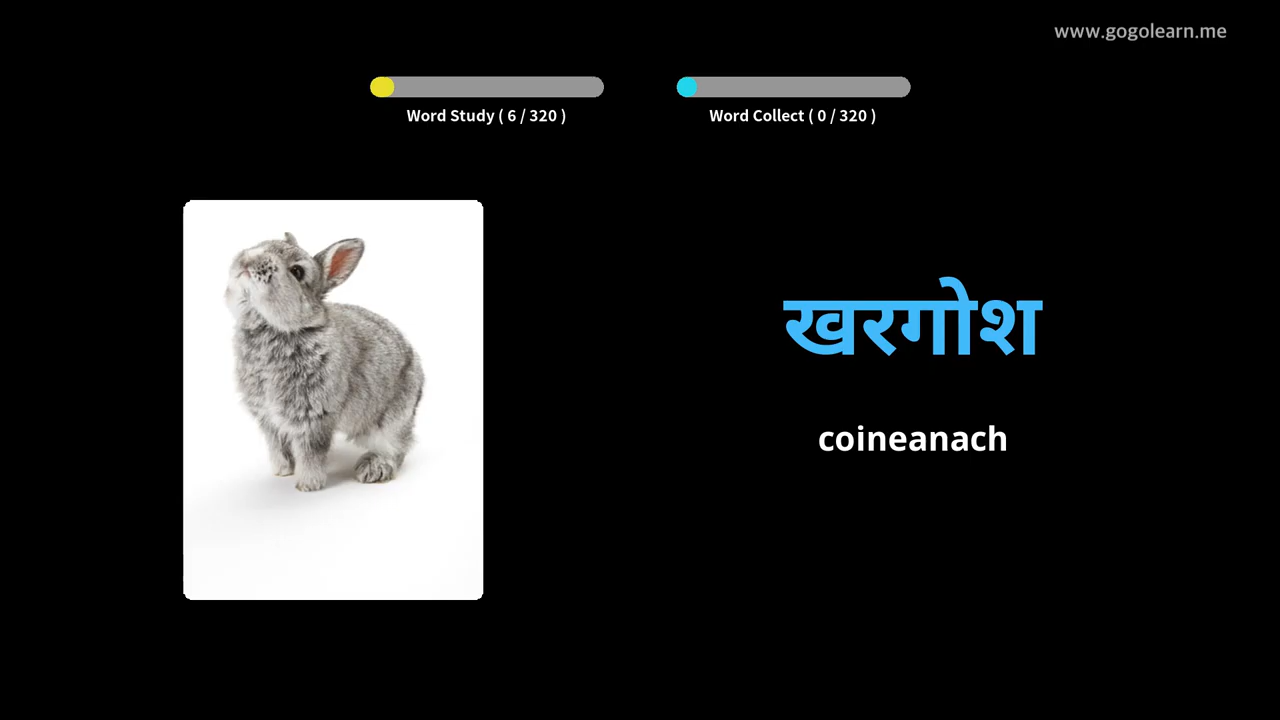 www.gogolearn.me
Word Study ( 6 / 320 )
Word Collect ( 0 / 320 )
खरगोश
coineanach